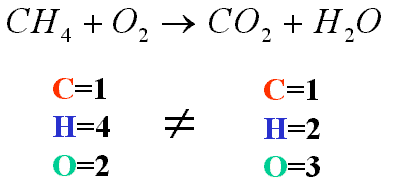 CH₄ + O₂ → CO₂ + H₂O
C=1 C=1
H=4 ≠ H=2
O=2 O=3